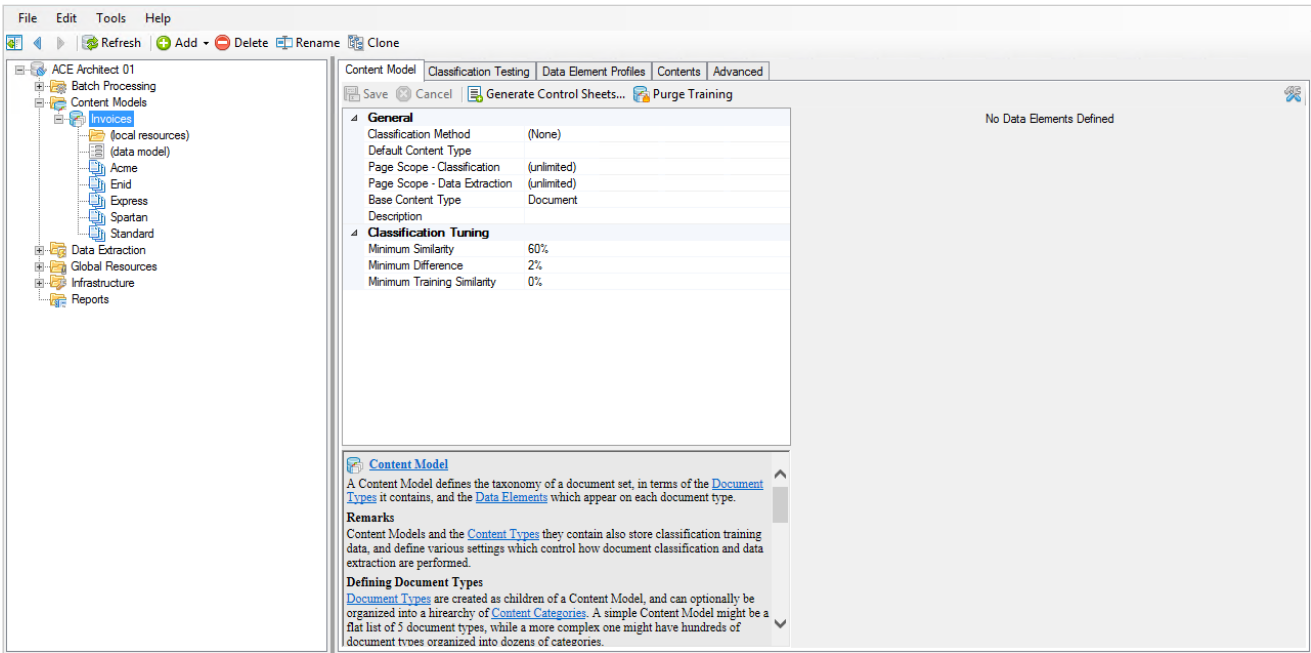 File Edit Tools Help
Refresh Add Delete Rename Clone
ACE Architect 01
Batch Processing
Content Models
Invoices
(local resources)
(data model)
Acme
Enid
Express
Spartan
Standard
Data Extraction
Global Resources
Infrastructure
Reports
Content Model Classification Testing Data Element Profiles Contents Advanced
Save Cancel Generate Control Sheets... Purge Training
General
Classification Method (None)
Default Content Type
Page Scope - Classification (unlimited)
Page Scope - Data Extraction (unlimited)
Base Content Type Document
Description
Classification Tuning
Minimum Similarity 60%
Minimum Difference 2%
Minimum Training Similarity 0%
No Data Elements Defined
Content Model
A Content Model defines the taxonomy of a document set, in terms of the Document
Types it contains, and the Data Elements which appear on each document type.
Remarks
Content Models and the Content Types they contain also store classification training
data, and define various settings which control how document classification and data
extraction are performed.
Defining Document Types
Document Types are created as children of a Content Model, and can optionally be
organized into a hirearchy of Content Categories. A simple Content Model might be a
flat list of 5 document types, while a more complex one might have hundreds of
document types organized into dozens of categories.